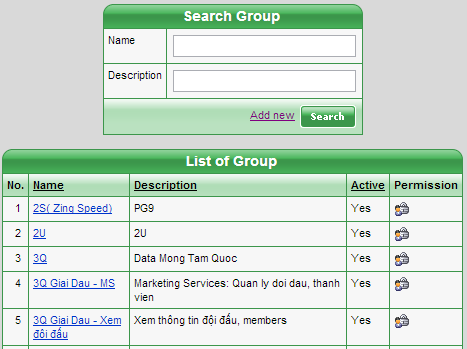 Search Group
Name
Description
Add new Search
List of Group
No. Name Description Active Permission
1 2S( Zing Speed) PG9 Yes
2 2U 2U Yes
3 3Q Data Mong Tam Quoc Yes
4 3Q Giai Dau - MS Marketing Services: Quan ly doi dau, thanh vien Yes
5 3Q Giai Dau - Xem đội đấu Xem thông tin đội đấu, members Yes